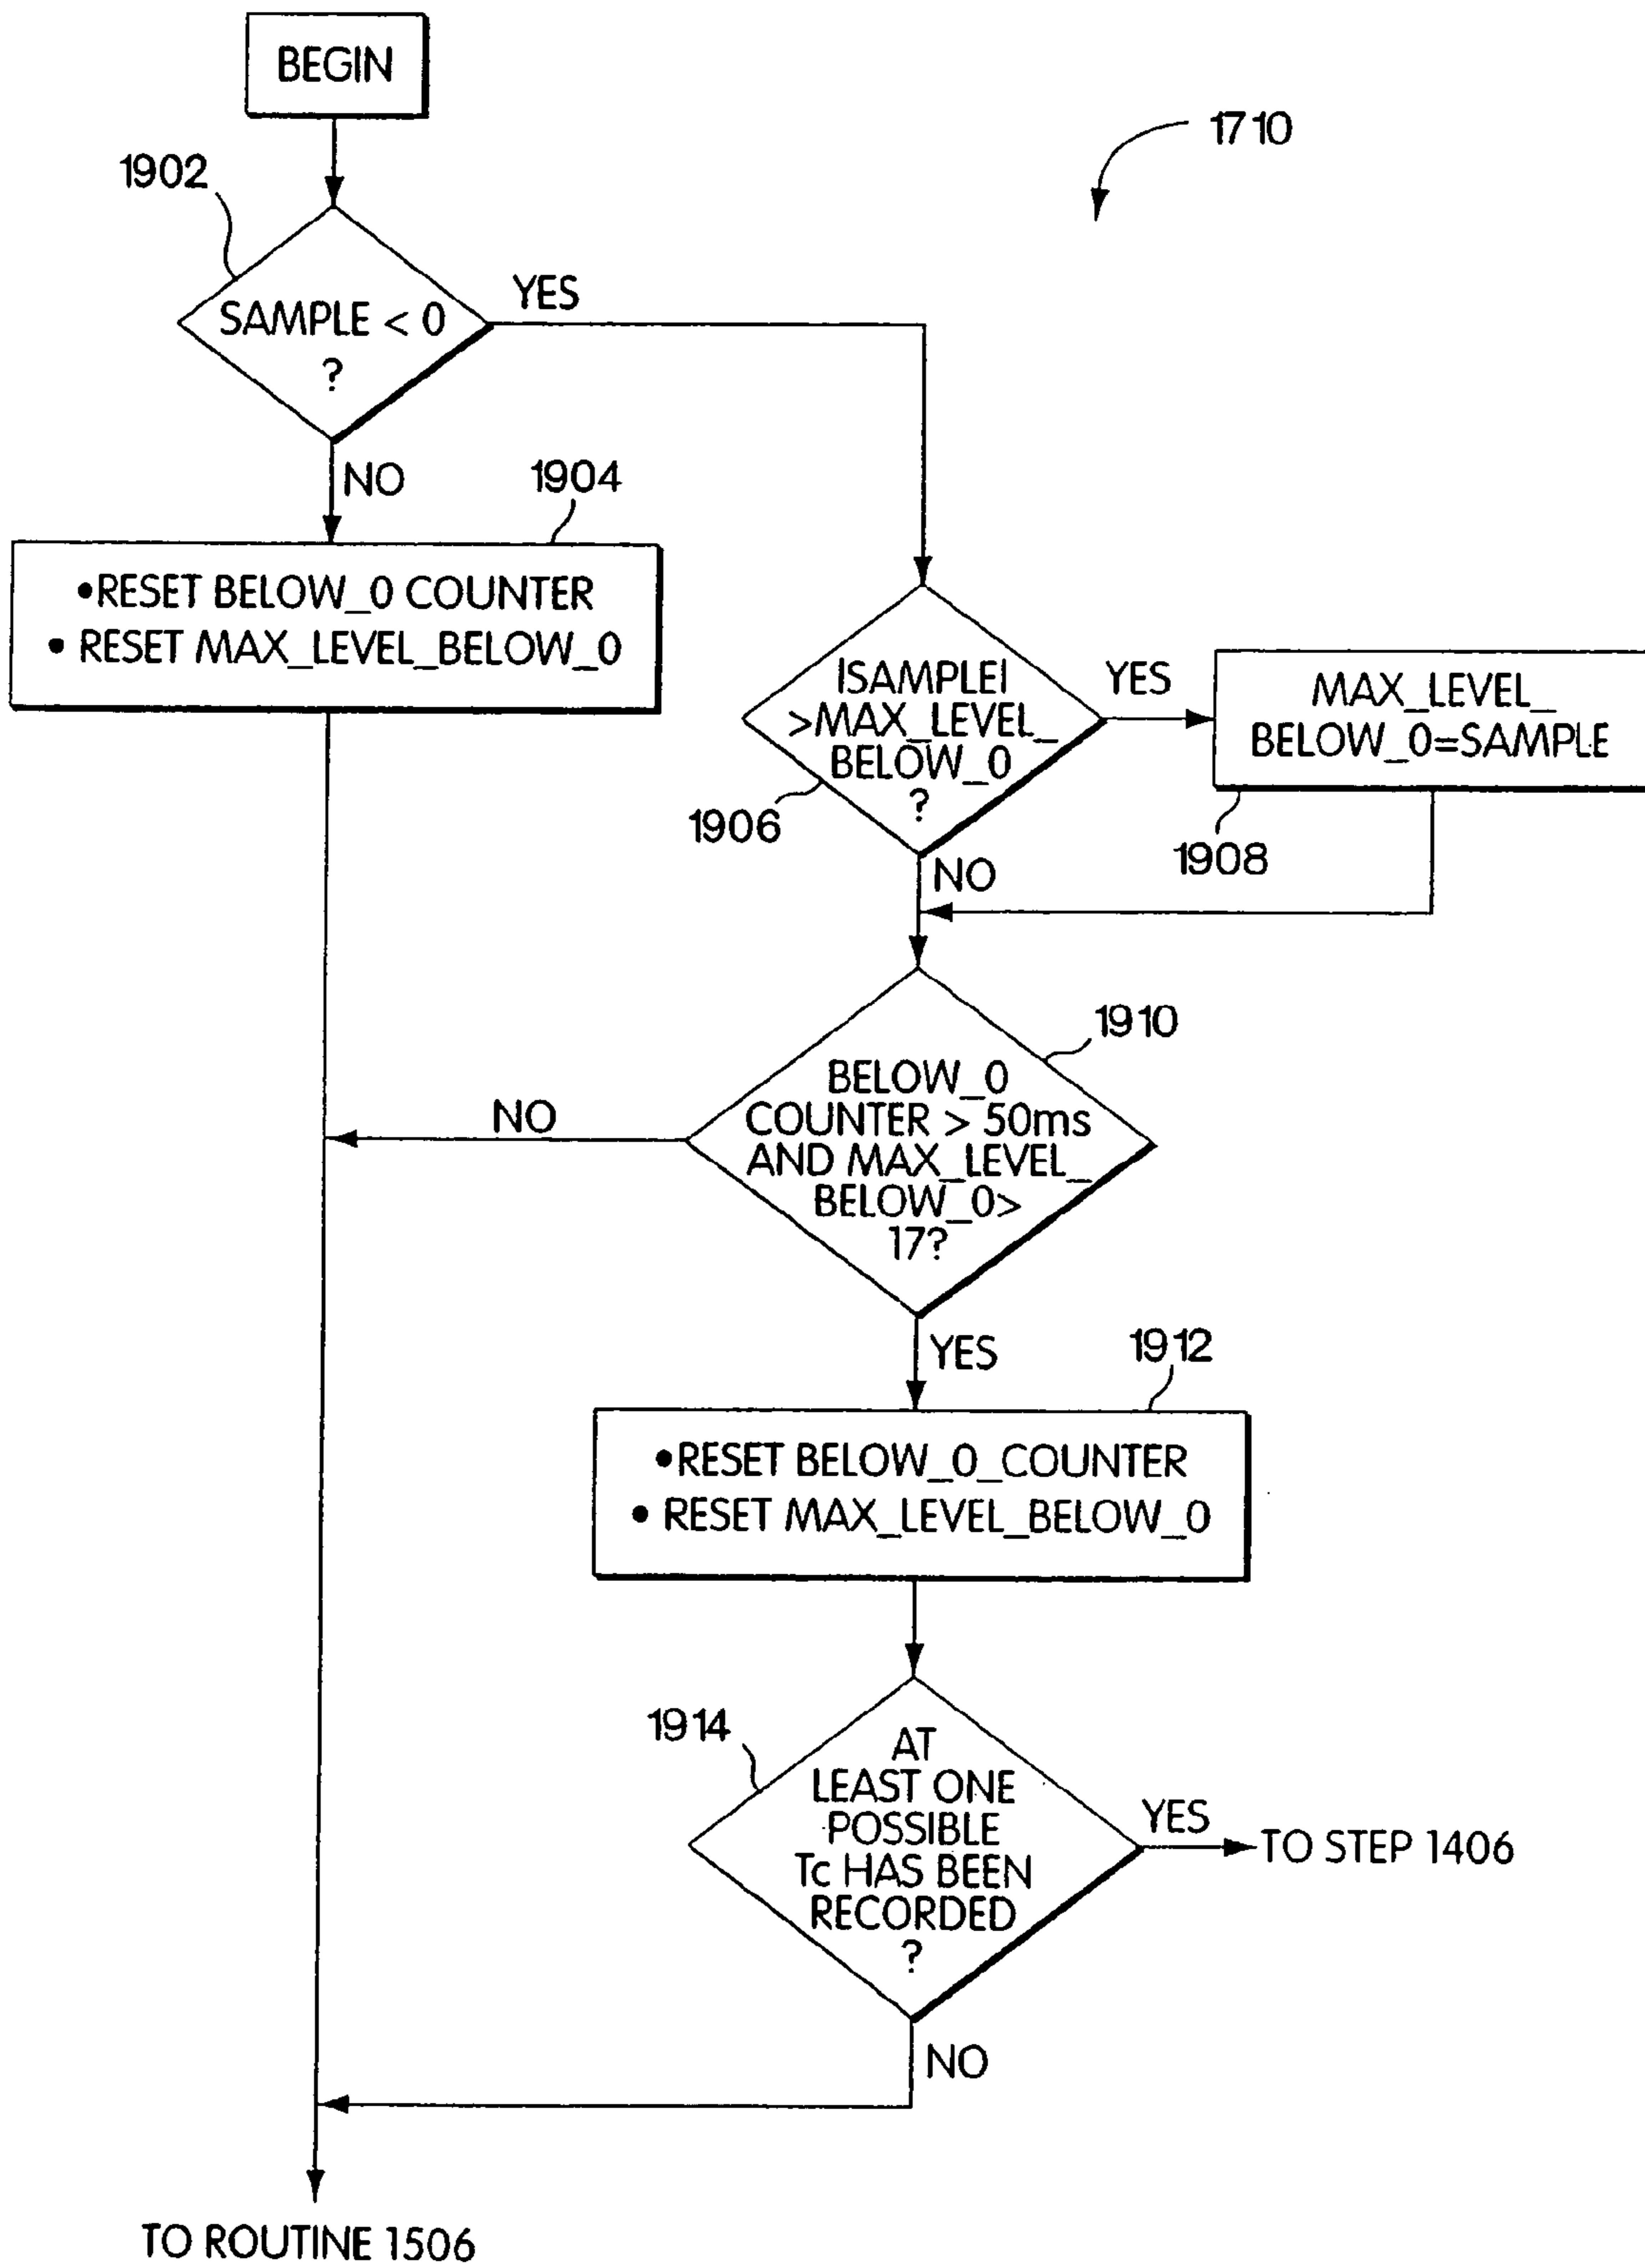 BEGIN
1710
1902
SAMPLE < 0
?
YES
NO
1904
•RESET BELOW_0 COUNTER
• RESET MAX_LEVEL_BELOW_0
|SAMPLE|
>MAX_LEVEL_
BELOW_0
?
1906
YES
MAX_LEVEL_
BELOW_0=SAMPLE
1908
NO
1910
BELOW_0
COUNTER > 50ms
AND MAX_LEVEL_
BELOW_0>
17?
NO
YES
1912
•RESET BELOW_0_COUNTER
• RESET MAX_LEVEL_BELOW_0
1914
AT
LEAST ONE
POSSIBLE
Tc HAS BEEN
RECORDED
?
YES
TO STEP 1406
NO
TO ROUTINE 1506